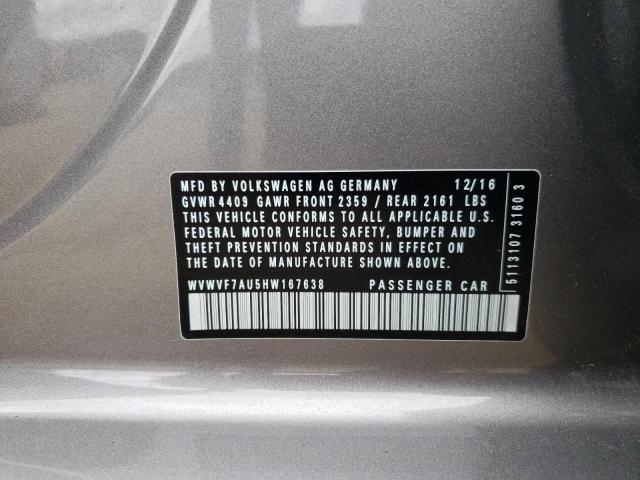 MFD BY VOLKSWAGEN AG GERMANY 12/16
GVWR 4409 GAWR FRONT 2359 / REAR 2161 LBS
THIS VEHICLE CONFORMS TO ALL APPLICABLE U.S.
FEDERAL MOTOR VEHICLE SAFETY, BUMPER AND
THEFT PREVENTION STANDARDS IN EFFECT ON THE
DATE OF MANUFACTURE SHOWN ABOVE.
WVWVF7AU5HW167638 PASSENGER CAR
5113107 3160 3